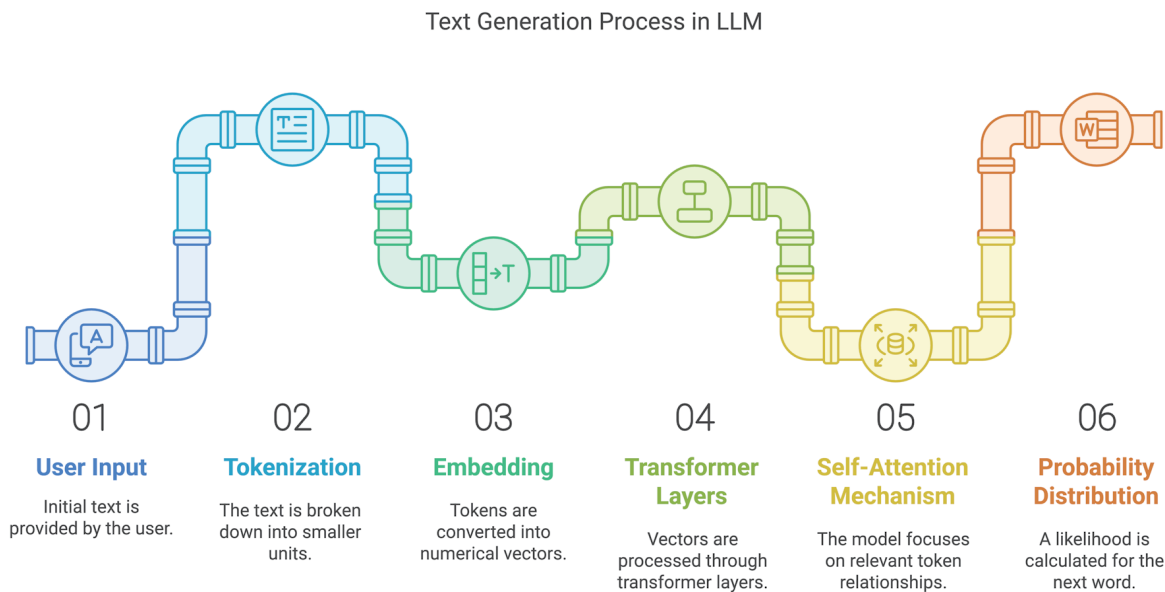 Text Generation Process in LLM
T
A
T
W
01
User Input
Initial text is
provided by the user.
02
Tokenization
The text is broken
down into smaller
units.
03
Embedding
Tokens are
converted into
numerical vectors.
04
Transformer
Layers
Vectors are
processed through
transformer layers.
05
Self-Attention
Mechanism
The model focuses
on relevant token
relationships.
06
Probability
Distribution
A likelihood is
calculated for the
next word.